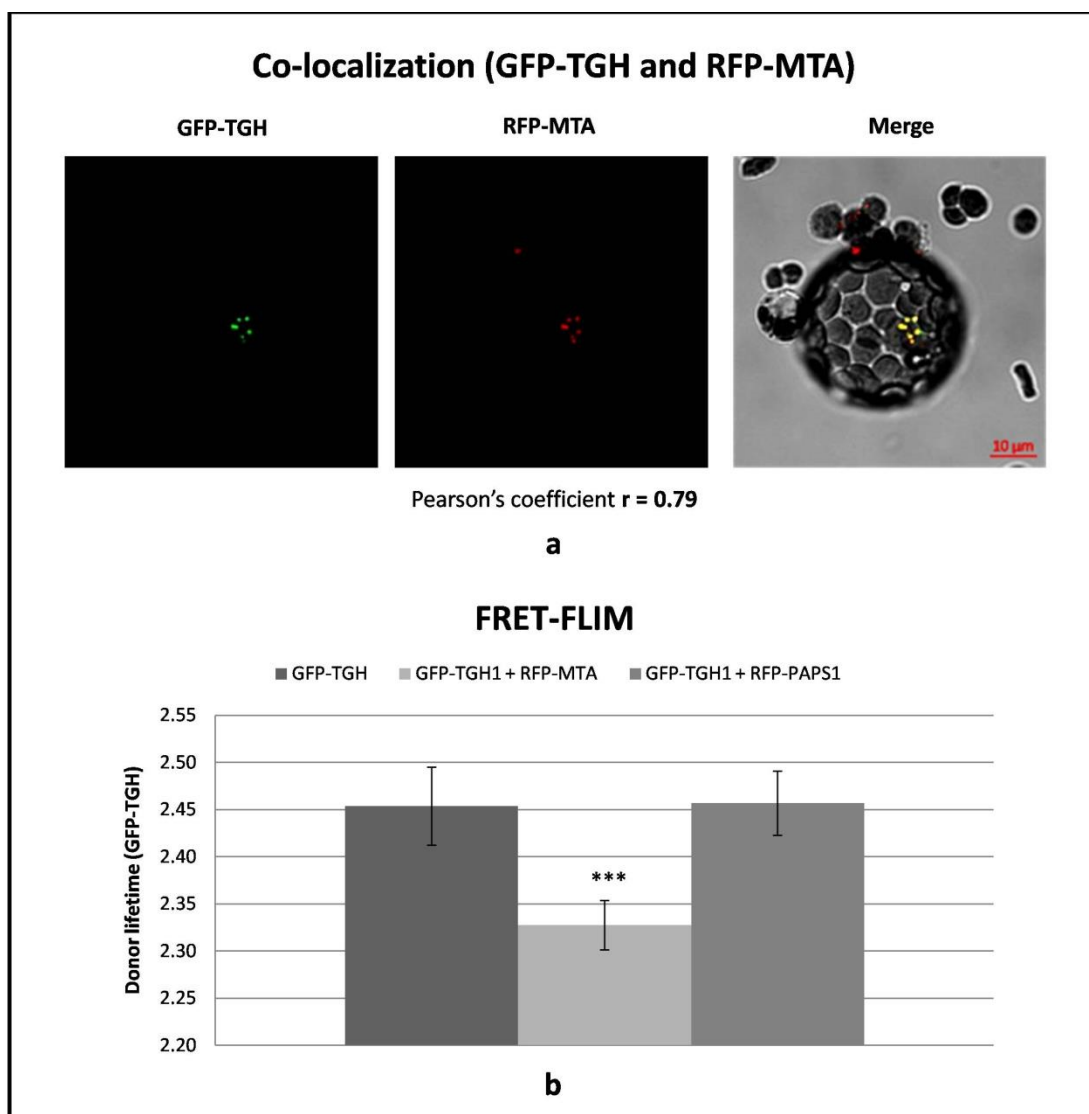 Co-localization (GFP-TGH and RFP-MTA)
GFP-TGH RFP-MTA Merge
10 µm
Pearson's coefficient r = 0.79
a
FRET-FLIM
GFP-TGH GFP-TGH1 + RFP-MTA GFP-TGH1 + RFP-PAPS1
Donor lifetime (GFP-TGH)
2.55
2.50
2.45
2.40
2.35
2.30
2.25
2.20
***
b